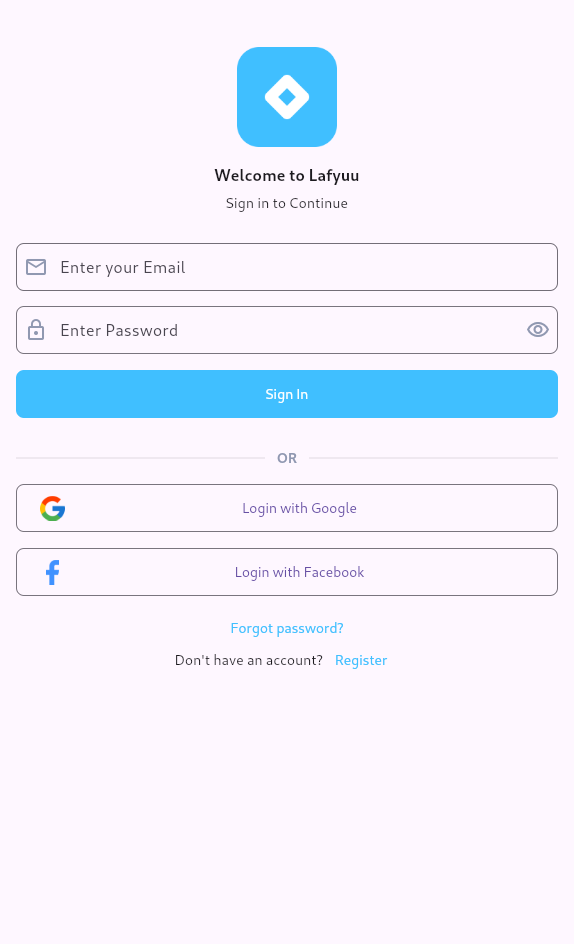 Welcome to Lafyuu
Sign in to Continue
Enter your Email
Enter Password
Sign In
OR
Login with Google
Login with Facebook
Forgot password?
Don't have an account? Register